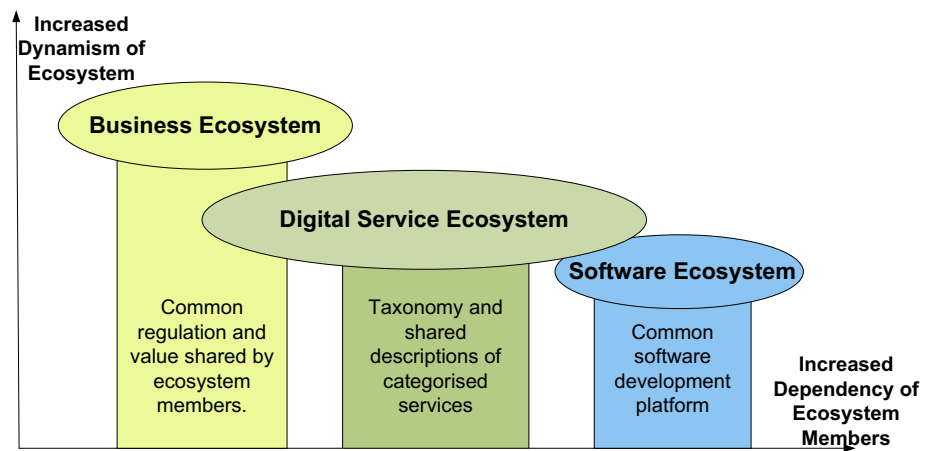 Increased
Dynamism of
Ecosystem
Business Ecosystem
Digital Service Ecosystem
Software Ecosystem
Common
regulation and
value shared by
ecosystem
members.
Taxonomy and
shared
descriptions of
categorised
services
Common
software
development
platform
Increased
Dependency of
Ecosystem
Members